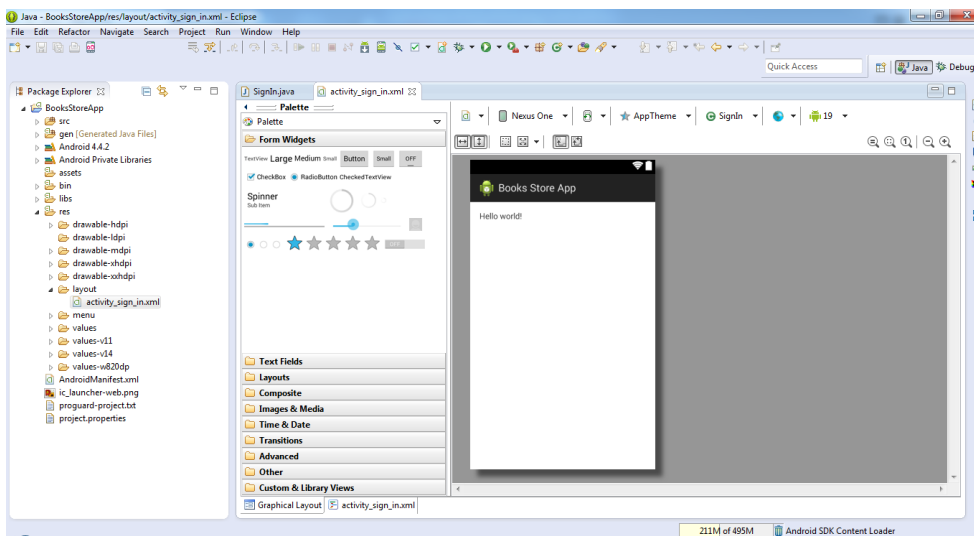 Java - BooksStoreApp/res/layout/activity_sign_in.xml - Eclipse
File Edit Refactor Navigate Search Project Run Window Help
Quick Access
Java
Debug
Package Explorer
BooksStoreApp
src
gen [Generated Java Files]
Android 4.4.2
Android Private Libraries
assets
bin
libs
res
drawable-hdpi
drawable-ldpi
drawable-mdpi
drawable-xhdpi
drawable-xxhdpi
layout
activity_sign_in.xml
menu
values
values-v11
values-v14
values-w820dp
AndroidManifest.xml
ic_launcher-web.png
proguard-project.txt
project.properties
SignIn.java
activity_sign_in.xml
Palette
Palette
Form Widgets
TextView Large Medium Small Button Small OFF
CheckBox RadioButton CheckedTextView
Spinner
Sub Item
OFF
Text Fields
Layouts
Composite
Images & Media
Time & Date
Transitions
Advanced
Other
Custom & Library Views
Graphical Layout
activity_sign_in.xml
Nexus One
AppTheme
SignIn
19
Books Store App
Hello world!
211M of 495M
Android SDK Content Loader